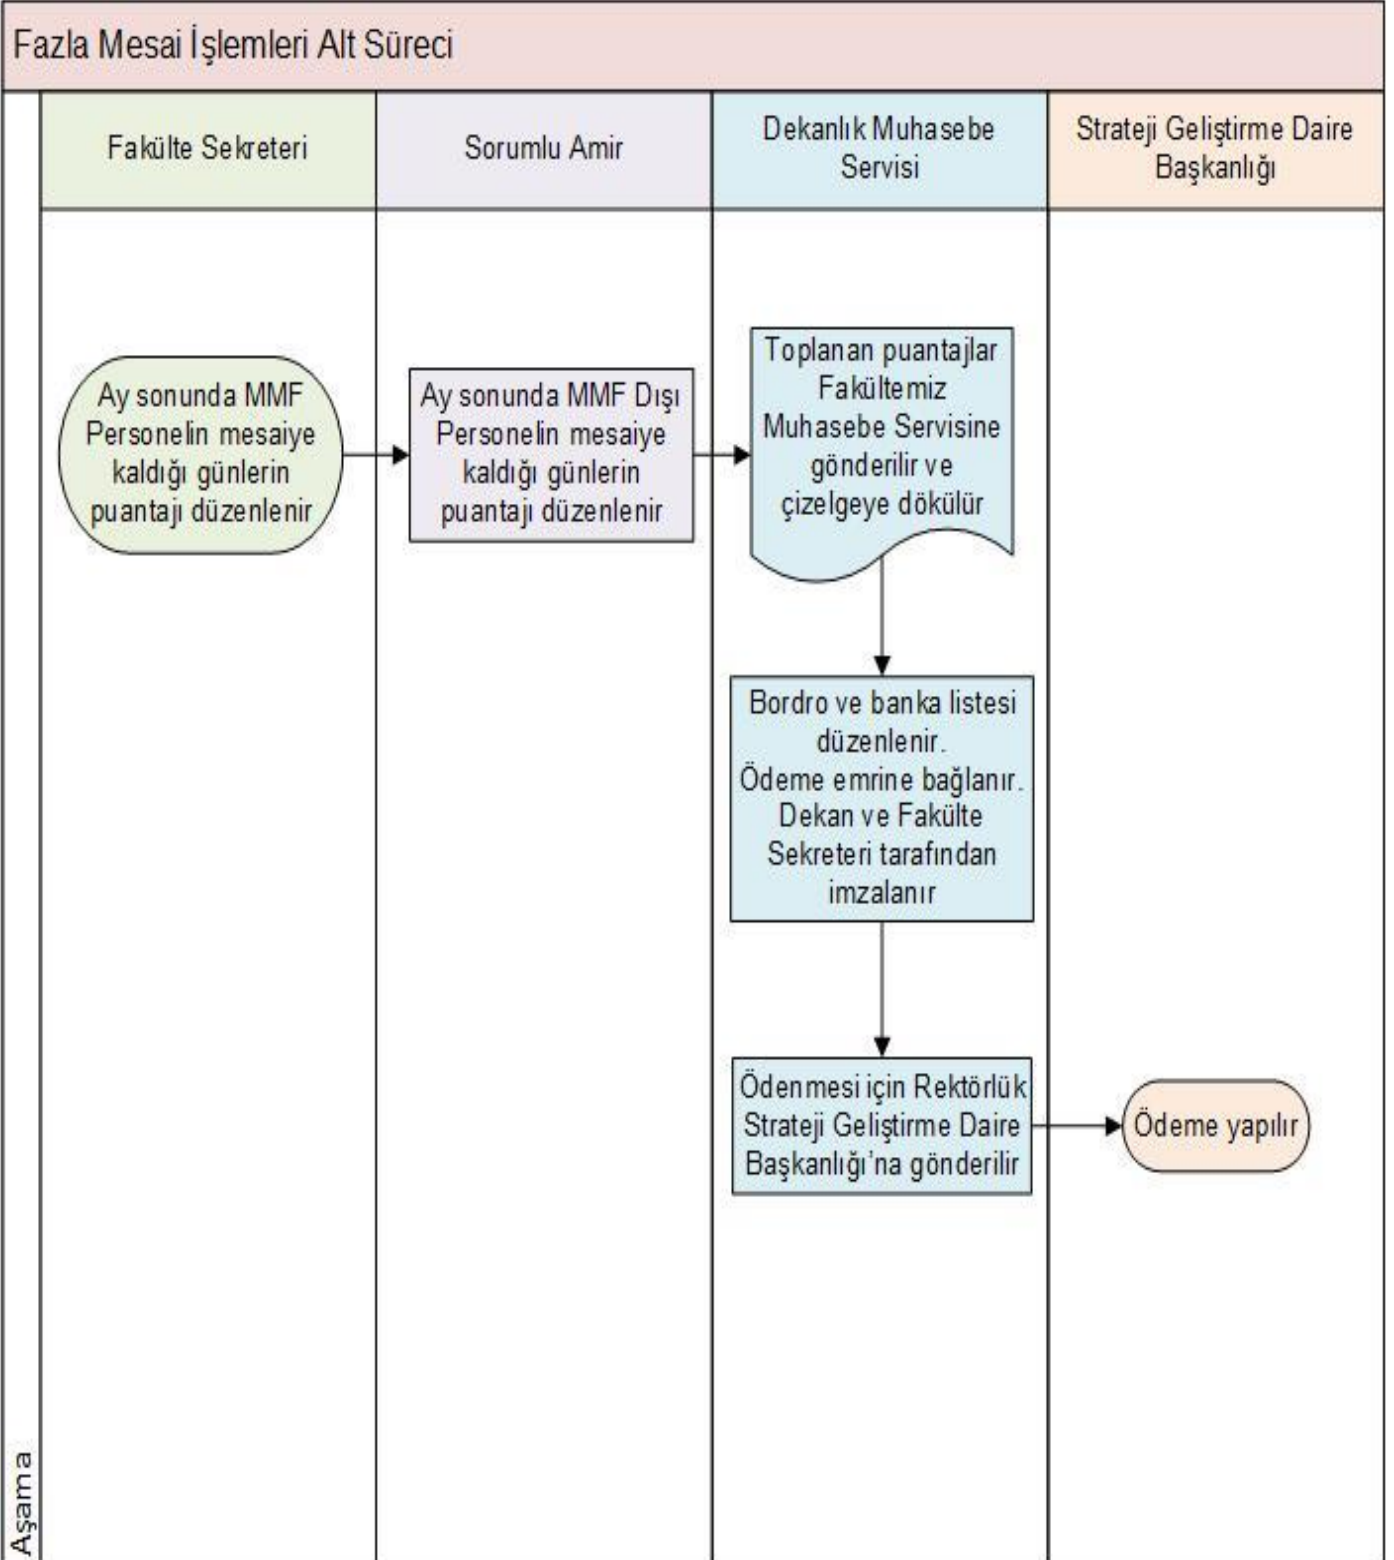 Fazla Mesai İşlemleri Alt Süreci
Fakülte Sekreteri
Sorumlu Amir
Dekanlık Muhasebe
Servisi
Strateji Geliştirme Daire
Başkanlığı
Ay sonunda MMF
Personelin mesaiye
kaldığı günlerin
puantajı düzenlenir
Ay sonunda MMF Dışı
Personelin mesaiye
kaldığı günlerin
puantajı düzenlenir
Toplanan puantajlar
Fakültemiz
Muhasebe Servisine
gönderilir ve
çizelgeye dökülür
Bordro ve banka listesi
düzenlenir.
Ödeme emrine bağlanır.
Dekan ve Fakülte
Sekreteri tarafından
imzalanır
Ödenmesi için Rektörlük
Strateji Geliştirme Daire
Başkanlığı’na gönderilir
Ödeme yapılır
Aşama